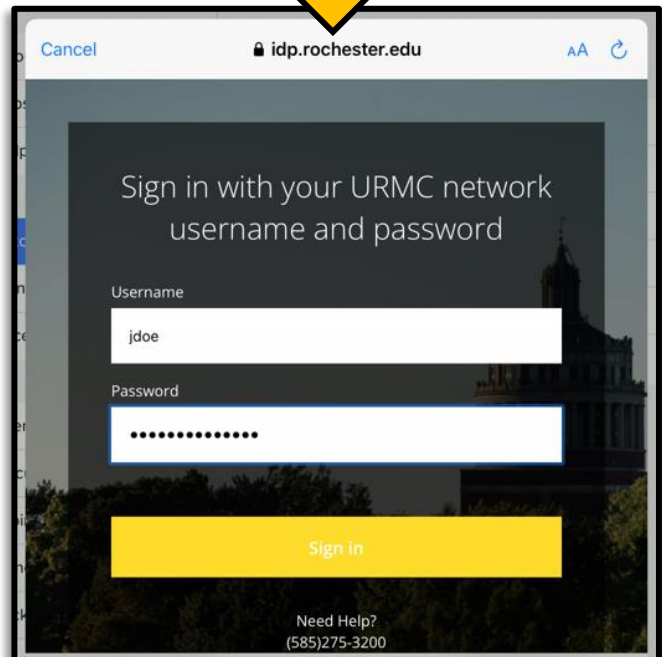 Cancel idp.rochester.edu AA
Sign in with your URMC network
username and password
Username
jdoe
Password
••••••••••••••
Sign in
Need Help?
(585)275-3200